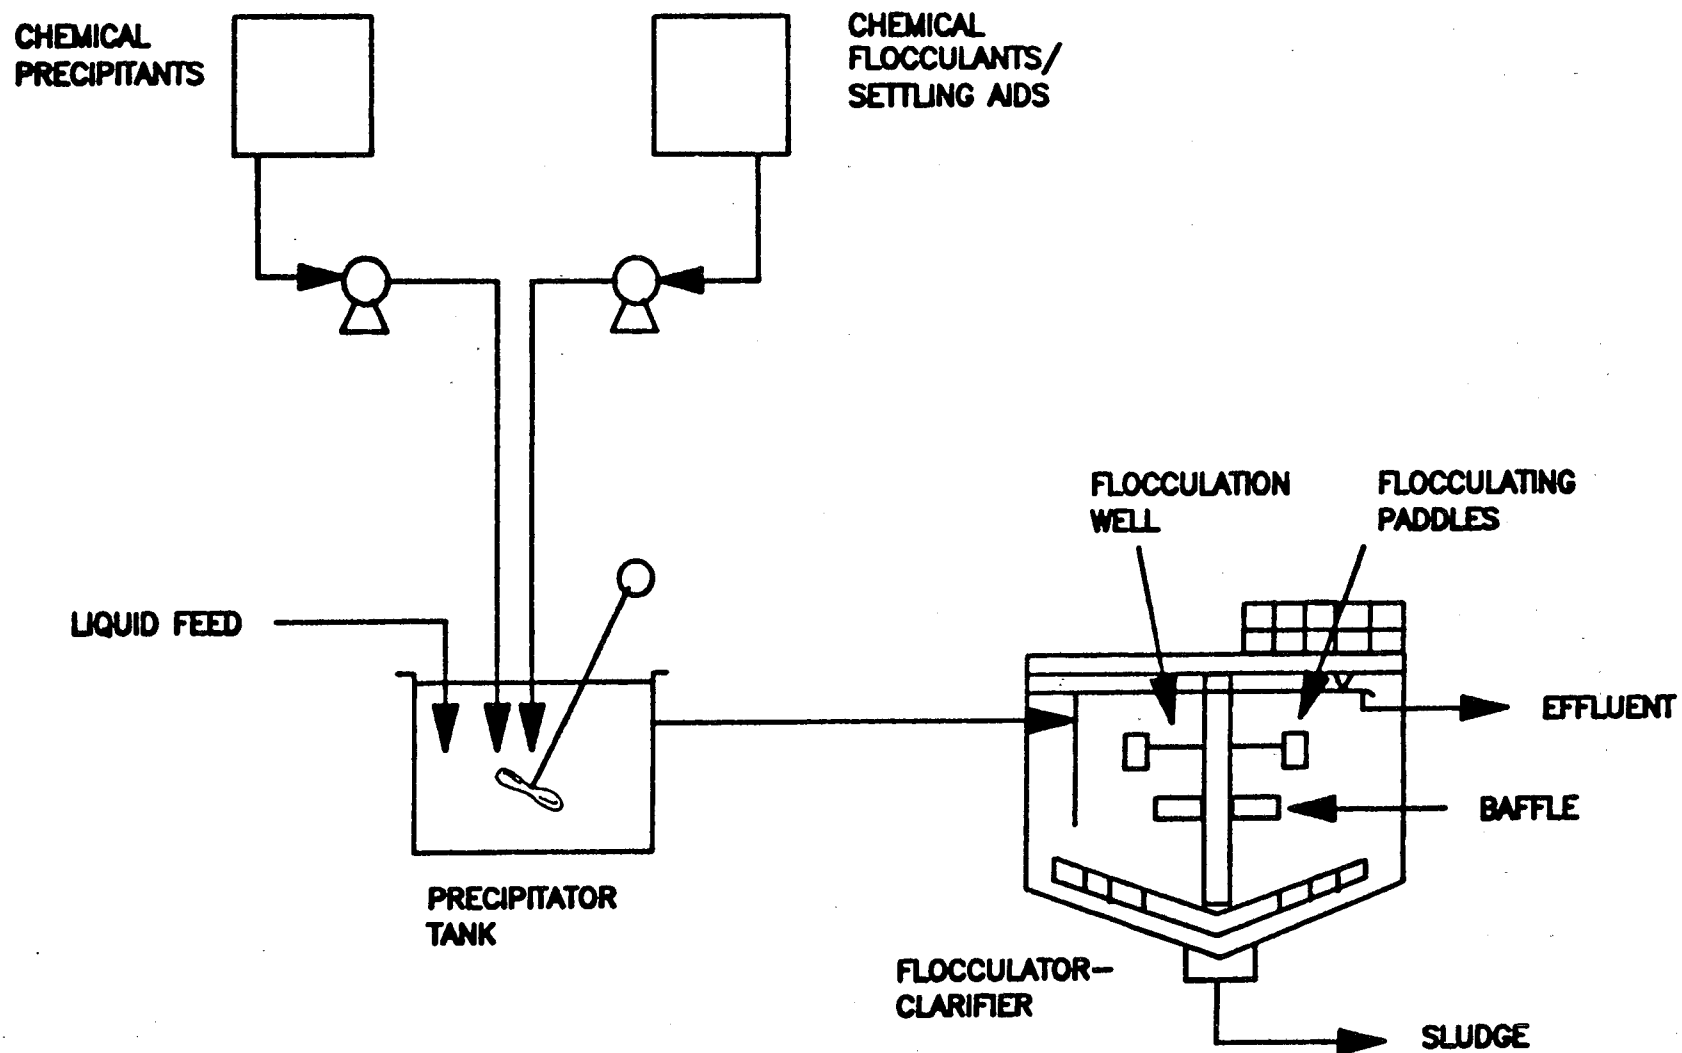 CHEMICAL
PRECIPITANTS
CHEMICAL
FLOCCULANTS/
SETTLING AIDS
FLOCCULATION
WELL
FLOCCULATING
PADDLES
LIQUID FEED
EFFLUENT
BAFFLE
PRECIPITATOR
TANK
FLOCCULATOR-
CLARIFIER
SLUDGE